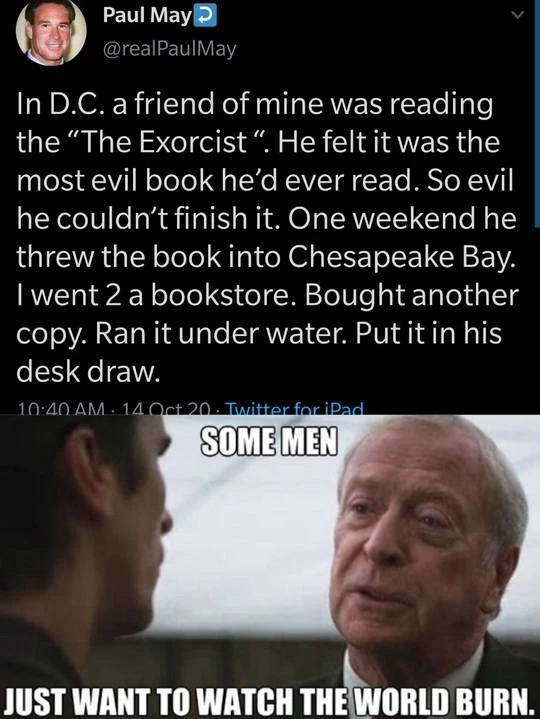 Paul May
@realPaulMay
In D.C. a friend of mine was reading
the “The Exorcist “. He felt it was the
most evil book he’d ever read. So evil
he couldn’t finish it. One weekend he
threw the book into Chesapeake Bay.
I went 2 a bookstore. Bought another
copy. Ran it under water. Put it in his
desk draw.
10:40 AM · 14 Oct 20 · Twitter for iPad
SOME MEN
JUST WANT TO WATCH THE WORLD BURN.